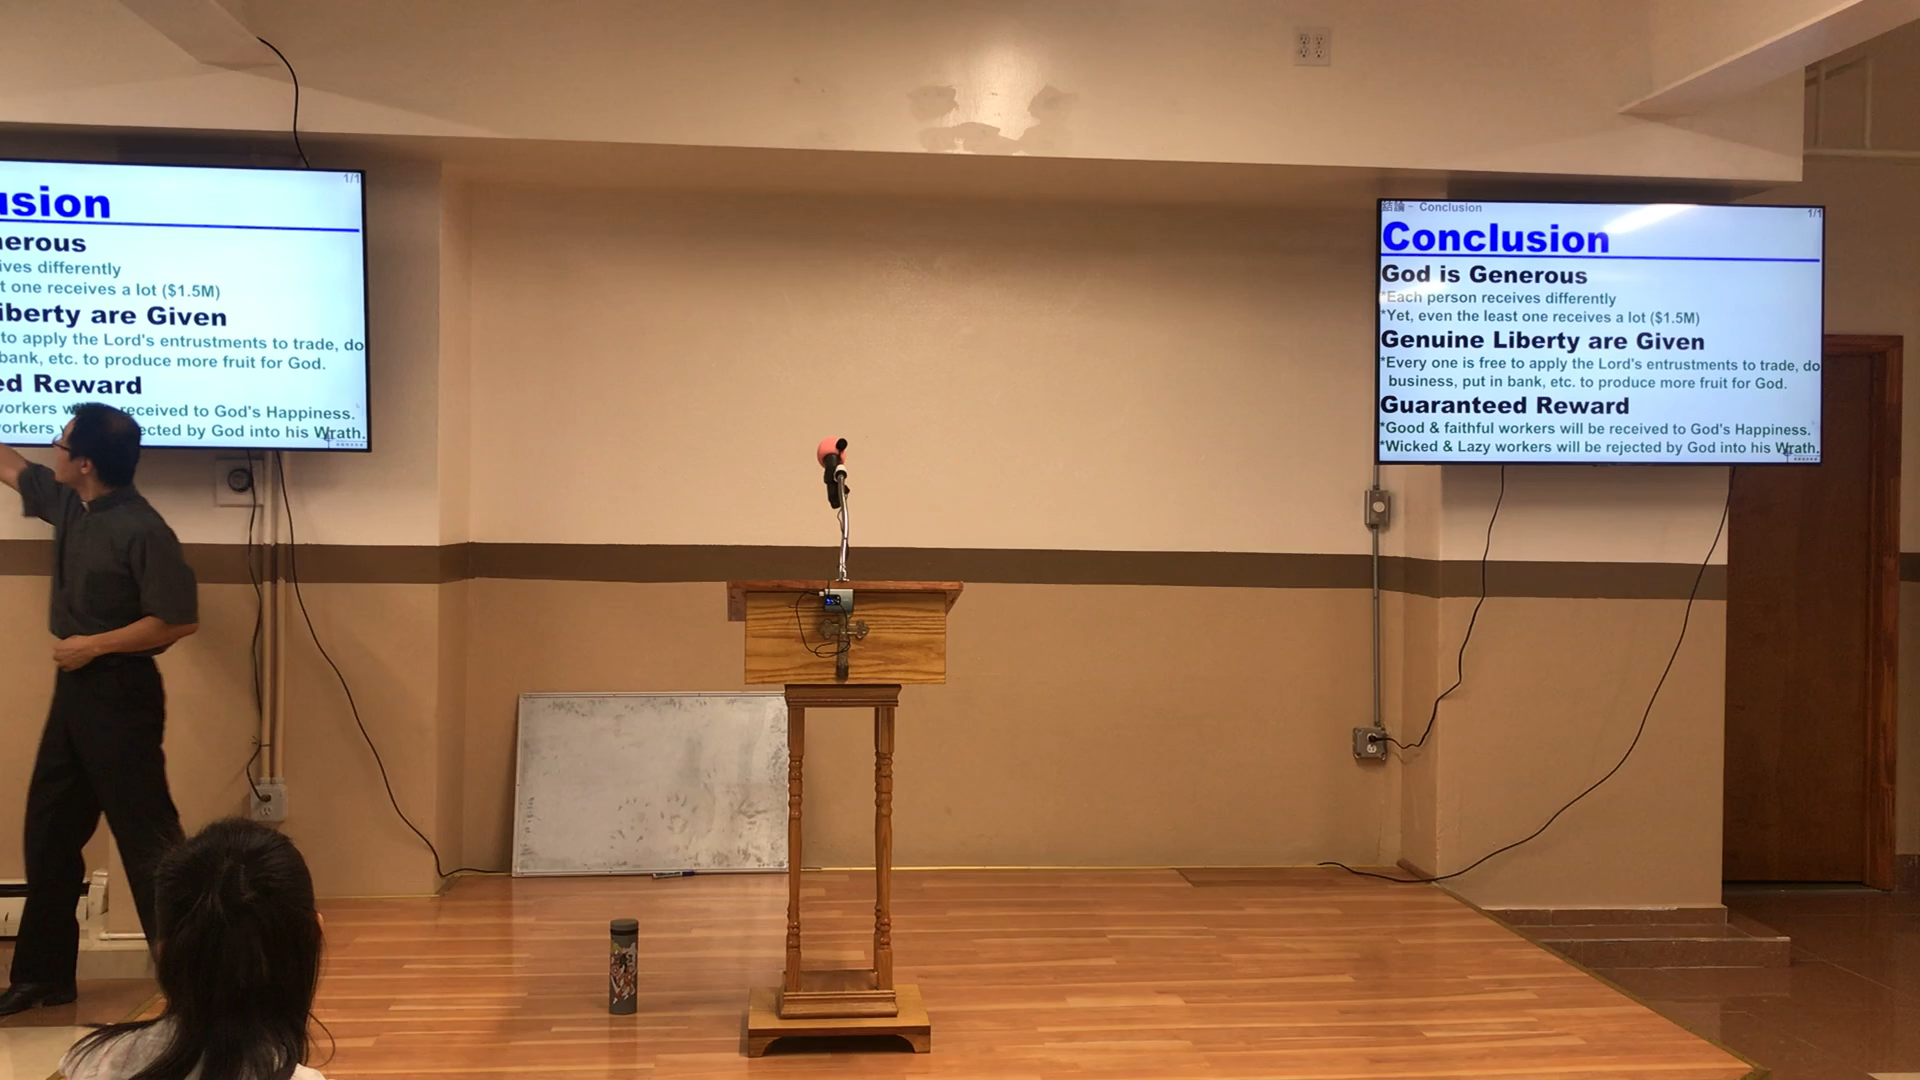 1/1
usion
nerous
ives differently
t one receives a lot ($1.5M)
iberty are Given
to apply the Lord's entrustments to trade, do
bank, etc. to produce more fruit for God.
ed Reward
workers received to God's Happiness.
workers ected by God into his Wrath.
結論 - Conclusion 1/1
Conclusion
God is Generous
*Each person receives differently
*Yet, even the least one receives a lot ($1.5M)
Genuine Liberty are Given
*Every one is free to apply the Lord's entrustments to trade, do
business, put in bank, etc. to produce more fruit for God.
Guaranteed Reward
*Good & faithful workers will be received to God's Happiness.
*Wicked & Lazy workers will be rejected by God into his Wrath.